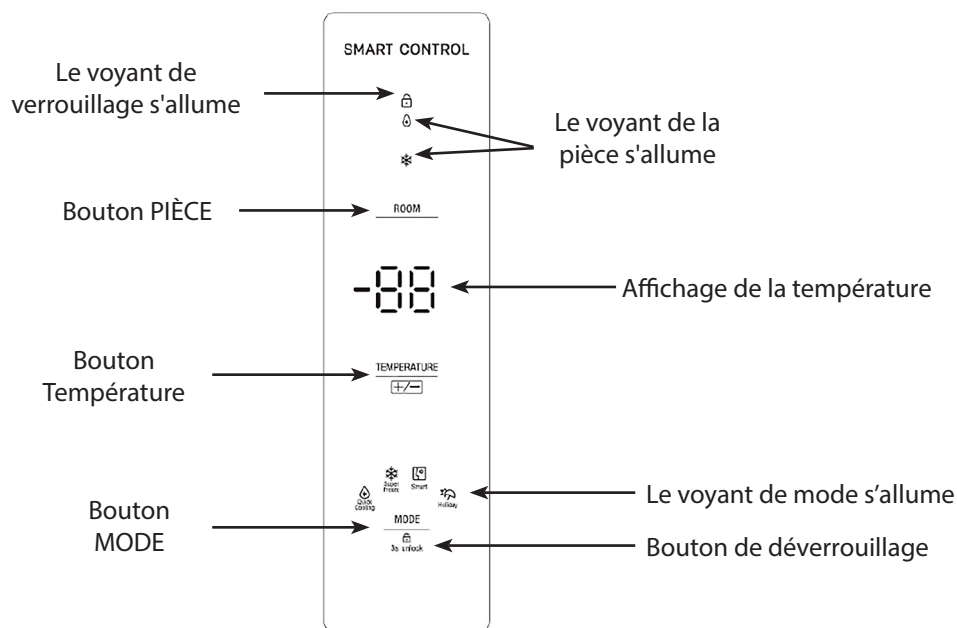 SMART CONTROL
Le voyant de
verrouillage s'allume
Le voyant de la
pièce s'allume
Bouton PIÈCE
ROOM
-88
Affichage de la température
Bouton
Température
TEMPERATURE
+/-
Super
Freeze
Smart
Quick
Cooling
Holiday
Le voyant de mode s’allume
Bouton
MODE
MODE
3s unlock
Bouton de déverrouillage